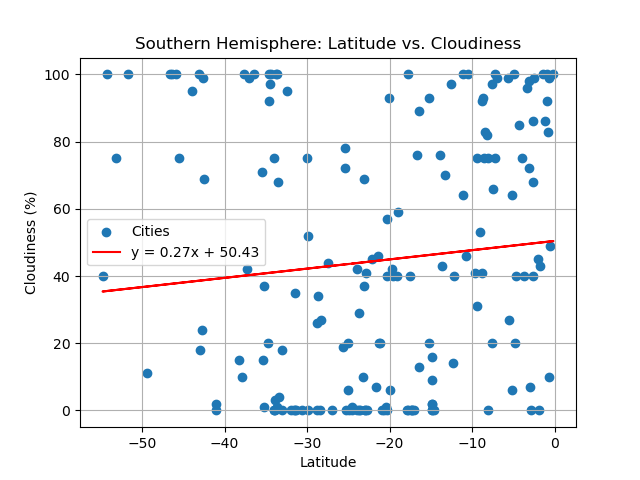 Southern Hemisphere: Latitude vs. Cloudiness
100
80
60
40
20
0
Cloudiness (%)
Cities
y = 0.27x + 50.43
−50
−40
−30
−20
−10
0
Latitude